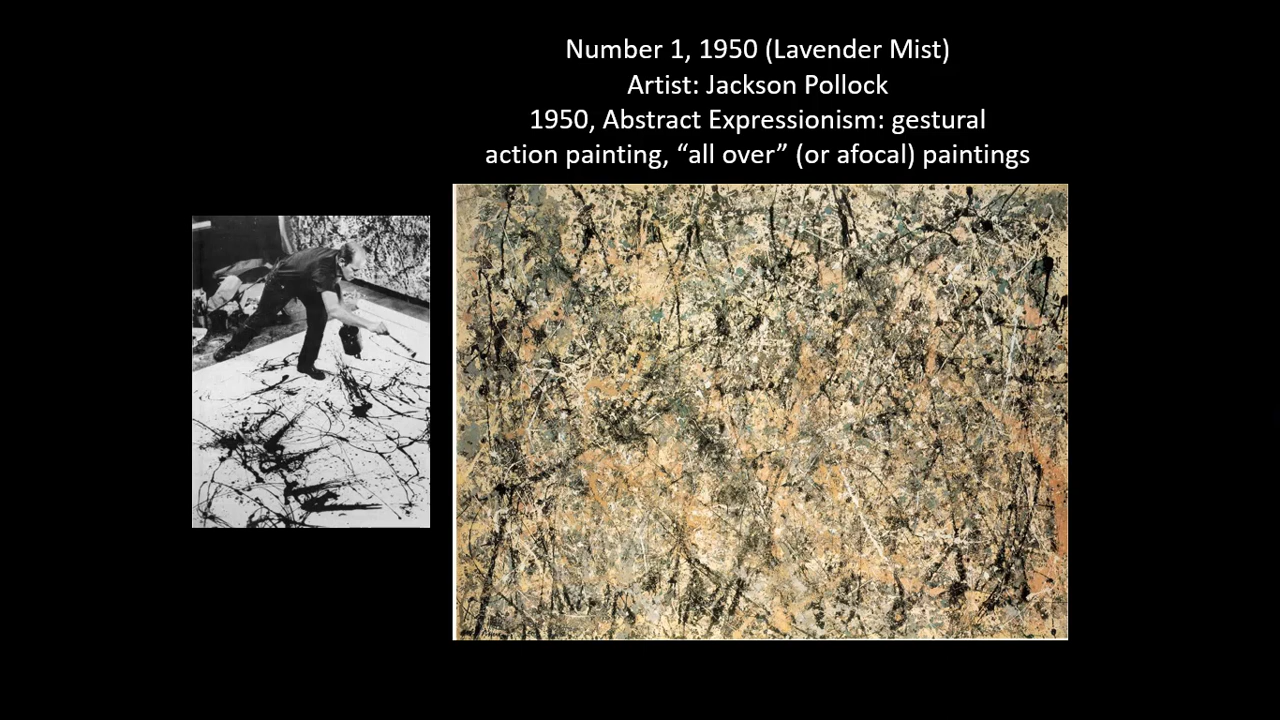 Number 1, 1950 (Lavender Mist)
Artist: Jackson Pollock
1950, Abstract Expressionism: gestural
action painting, “all over” (or afocal) paintings